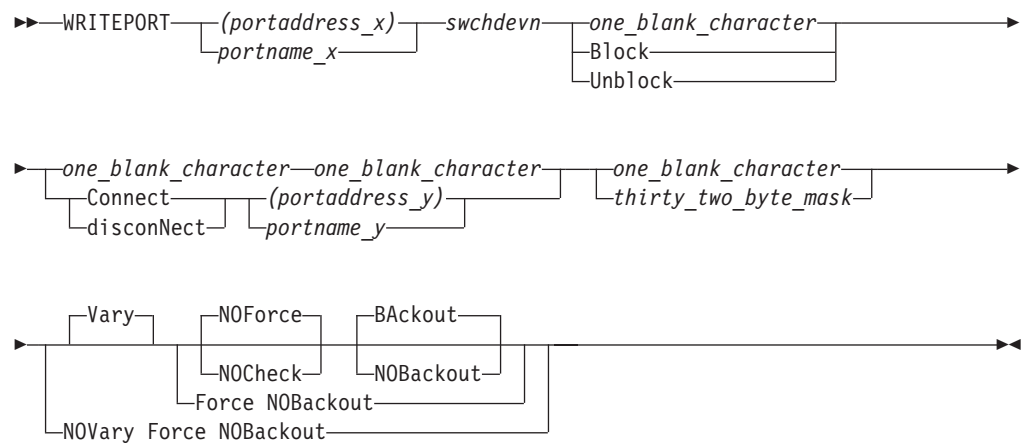 WRITEPORT (portaddress_x) swchdevn one_blank_character
portname_x Block
Unblock
one_blank_character one_blank_character one_blank_character
Connect (portaddress_y) thirty_two_byte_mask
disconNect portname_y
Vary NOForce BAckout
NOCheck NOBackout
Force NOBackout
NOVary Force NOBackout